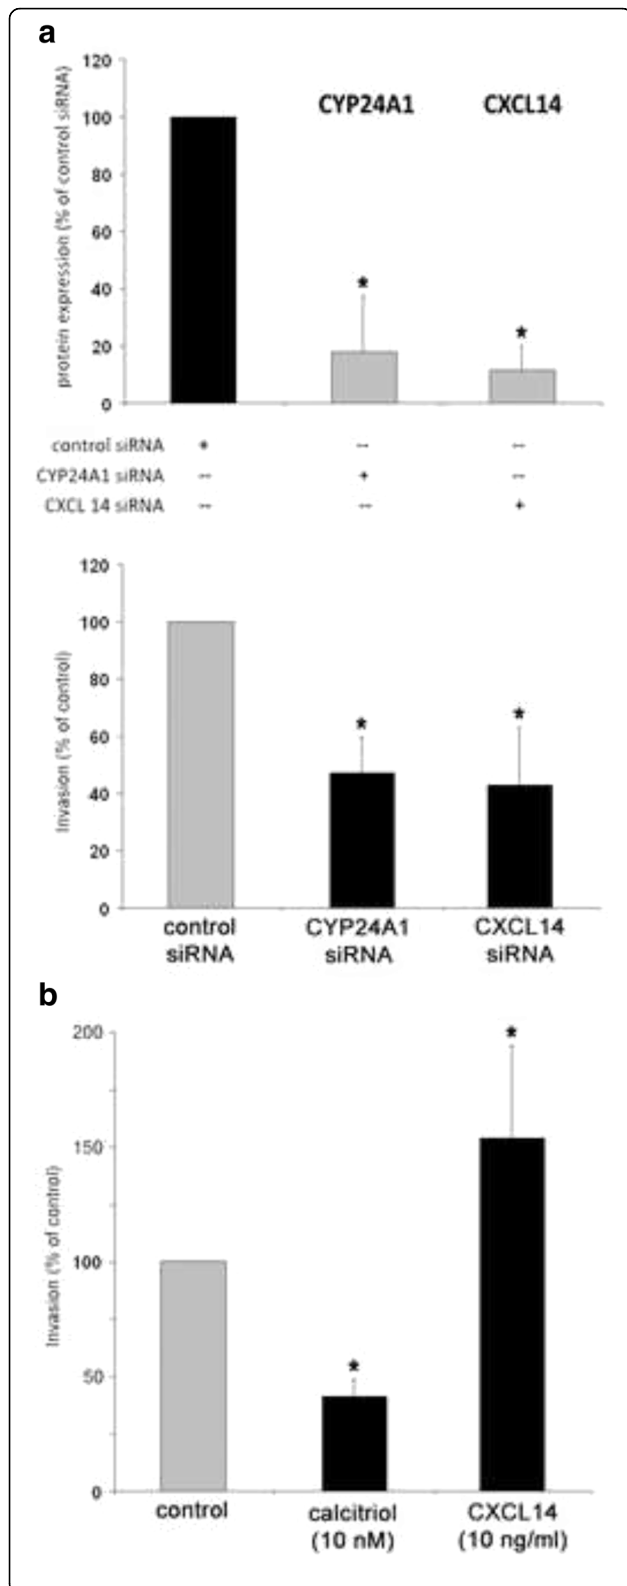 a
protein expression (% of control siRNA)
120
100
80
60
40
20
0
CYP24A1 CXCL14
* *
control siRNA + -- --
CYP24A1 siRNA -- + --
CXCL 14 siRNA -- -- +
Invasion (% of control)
120
100
80
60
40
20
0
* *
control siRNA
CYP24A1 siRNA
CXCL14 siRNA
b
Invasion (% of control)
200
150
100
50
0
* *
control
calcitriol (10 nM)
CXCL14 (10 ng/ml)